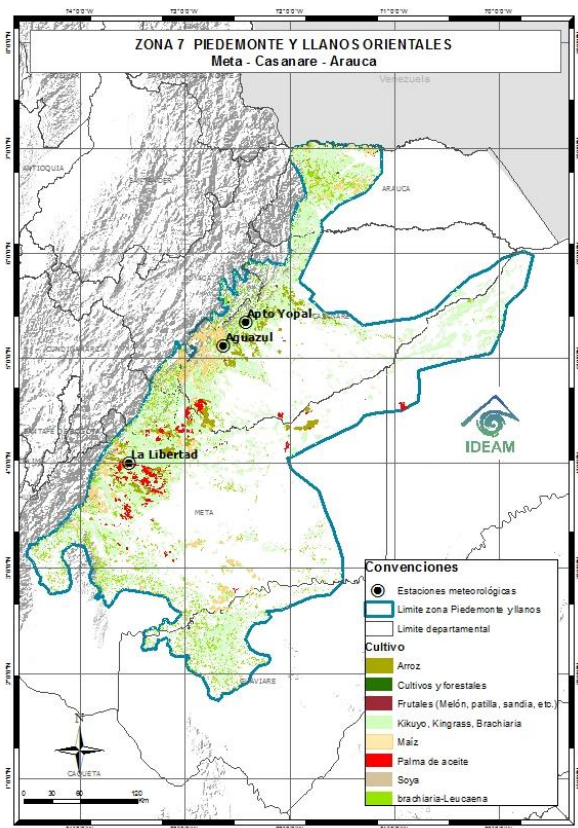 ZONA 7 PIEDEMONTE Y LLANOS ORIENTALES
Meta - Casanare - Arauca
Venezuela
ANTIOQUIA
SANTANDER
ARAUCA
Apto Yopal
Aguazul
La Libertad
META
IDEAM
CAQUETA
N
0 30 60 120
Km
Convenciones
Estaciones meteorológicas
Limite zona Piedemonte y llanos
Limite departamental
Cultivo
Arroz
Cultivos y forestales
Frutales (Melón, patilla, sandia, etc.)
Kikuyo, Kingrass, Brachiaria
Maíz
Palma de aceite
Soya
brachiaria-Leucaena